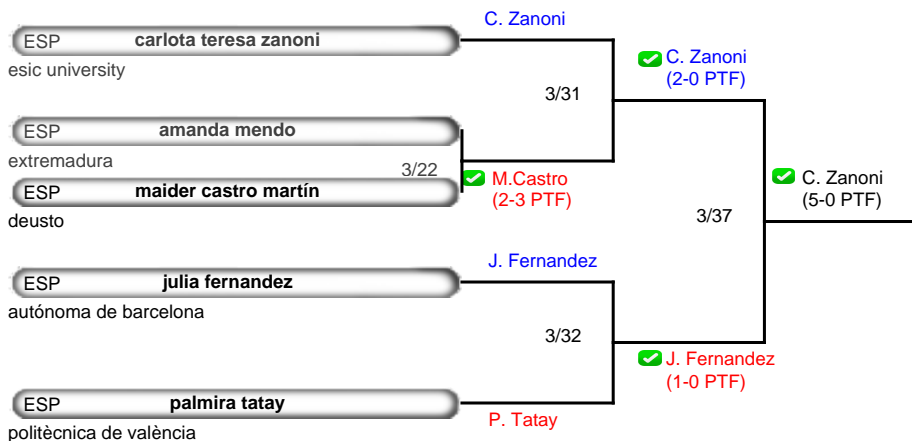 C. Zanoni
ESP carlota teresa zanoni
esic university
C. Zanoni
(2-0 PTF)
3/31
ESP amanda mendo
extremadura
3/22
M.Castro
(2-3 PTF)
ESP maider castro martín
deusto
C. Zanoni
(5-0 PTF)
3/37
J. Fernandez
ESP julia fernandez
autónoma de barcelona
3/32
J. Fernandez
(1-0 PTF)
ESP palmira tatay
P. Tatay
politècnica de valència